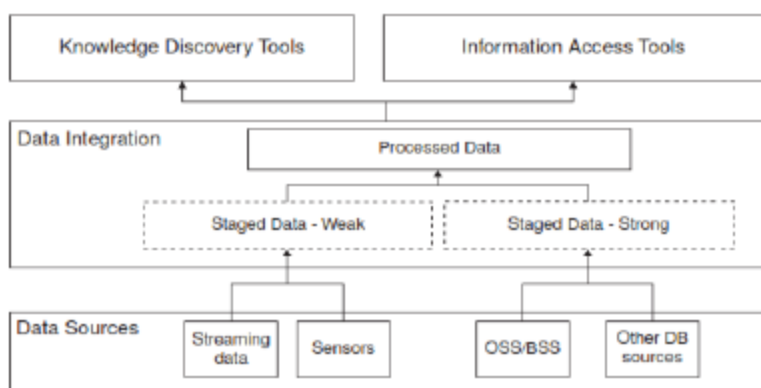 Knowledge Discovery Tools
Information Access Tools
Data Integration
Processed Data
Staged Data - Weak
Staged Data - Strong
Data Sources
Streaming
data
Sensors
OSS/BSS
Other DB
sources